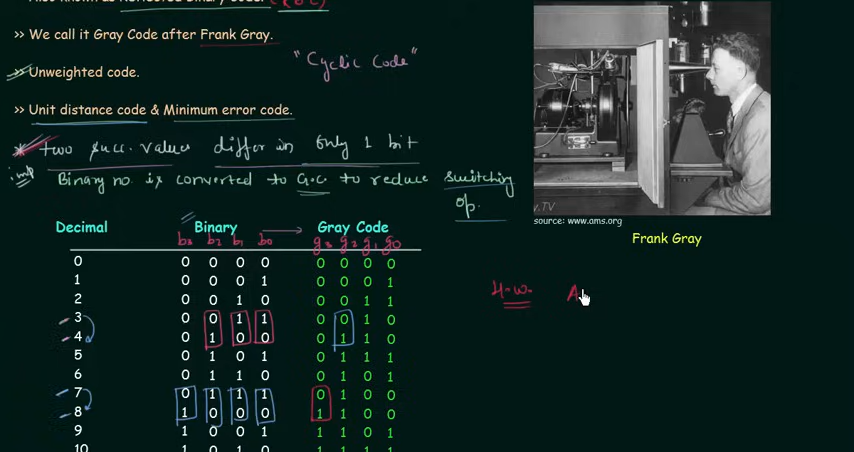 >> We call it Gray Code after Frank Gray.
"Cyclic Code"
>> Unweighted code.
>> Unit distance code & Minimum error code.
* Two succ. values differ in only 1 bit
:imp Binary no. is converted to G.C to reduce switching op.
.TV
source: www.ams.org
Frank Gray
Decimal Binary → Gray Code
b3 b2 b1 b0 g3 g2 g1 g0
0 0 0 0 0 0 0 0 0
1 0 0 0 1 0 0 0 1
2 0 0 1 0 0 0 1 1
3 0 0 1 1 0 0 1 0
4 0 1 0 0 0 1 1 0
5 0 1 0 1 0 1 1 1
6 0 1 1 0 0 1 0 1
7 0 1 1 1 0 1 0 0
8 1 0 0 0 1 1 0 0
9 1 0 0 1 1 1 0 1
10
H.W. A